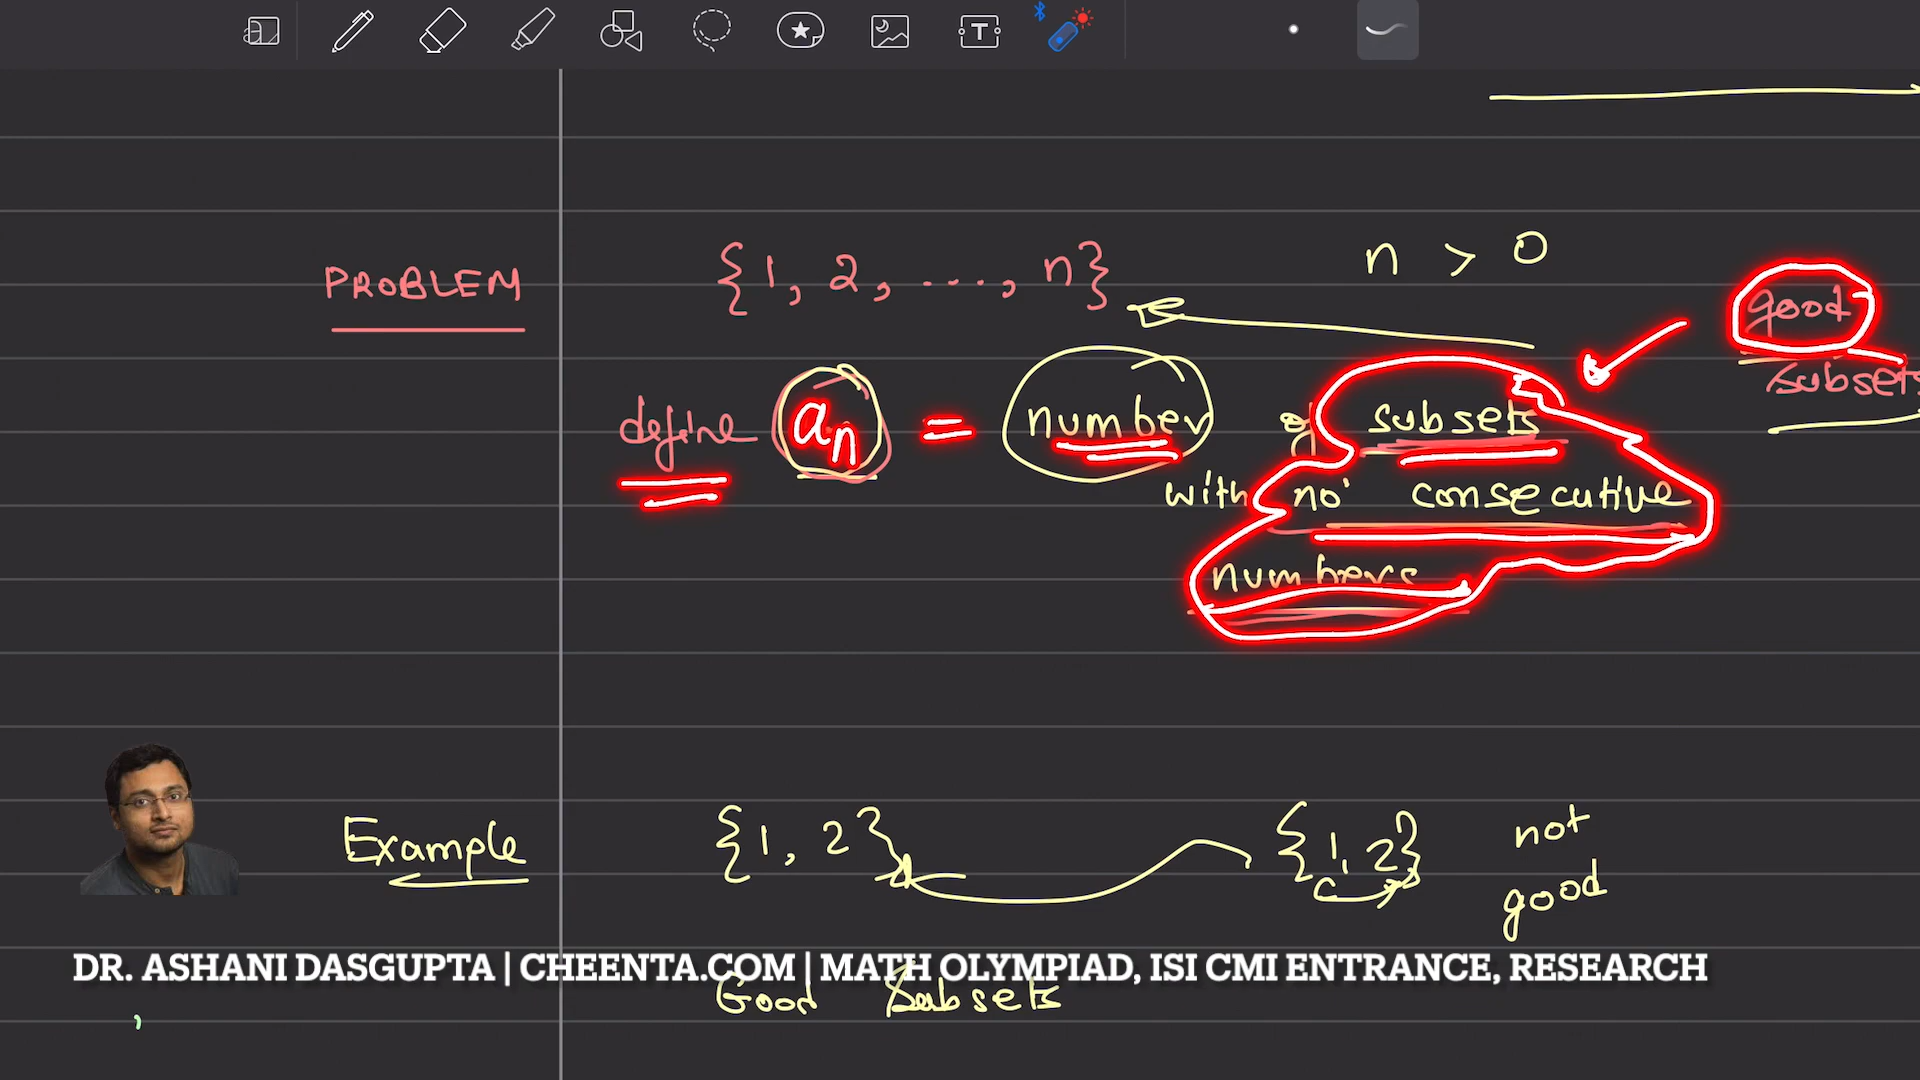 PROBLEM
{1, 2, ...., n}
n > 0
good
subsets
define an = number of subsets
with no consecutive
numbers
Example
{1, 2}
{1, 2}
not
good
DR. ASHANI DASGUPTA | CHEENTA.COM | MATH OLYMPIAD, ISI CMI ENTRANCE, RESEARCH
Good Subsets